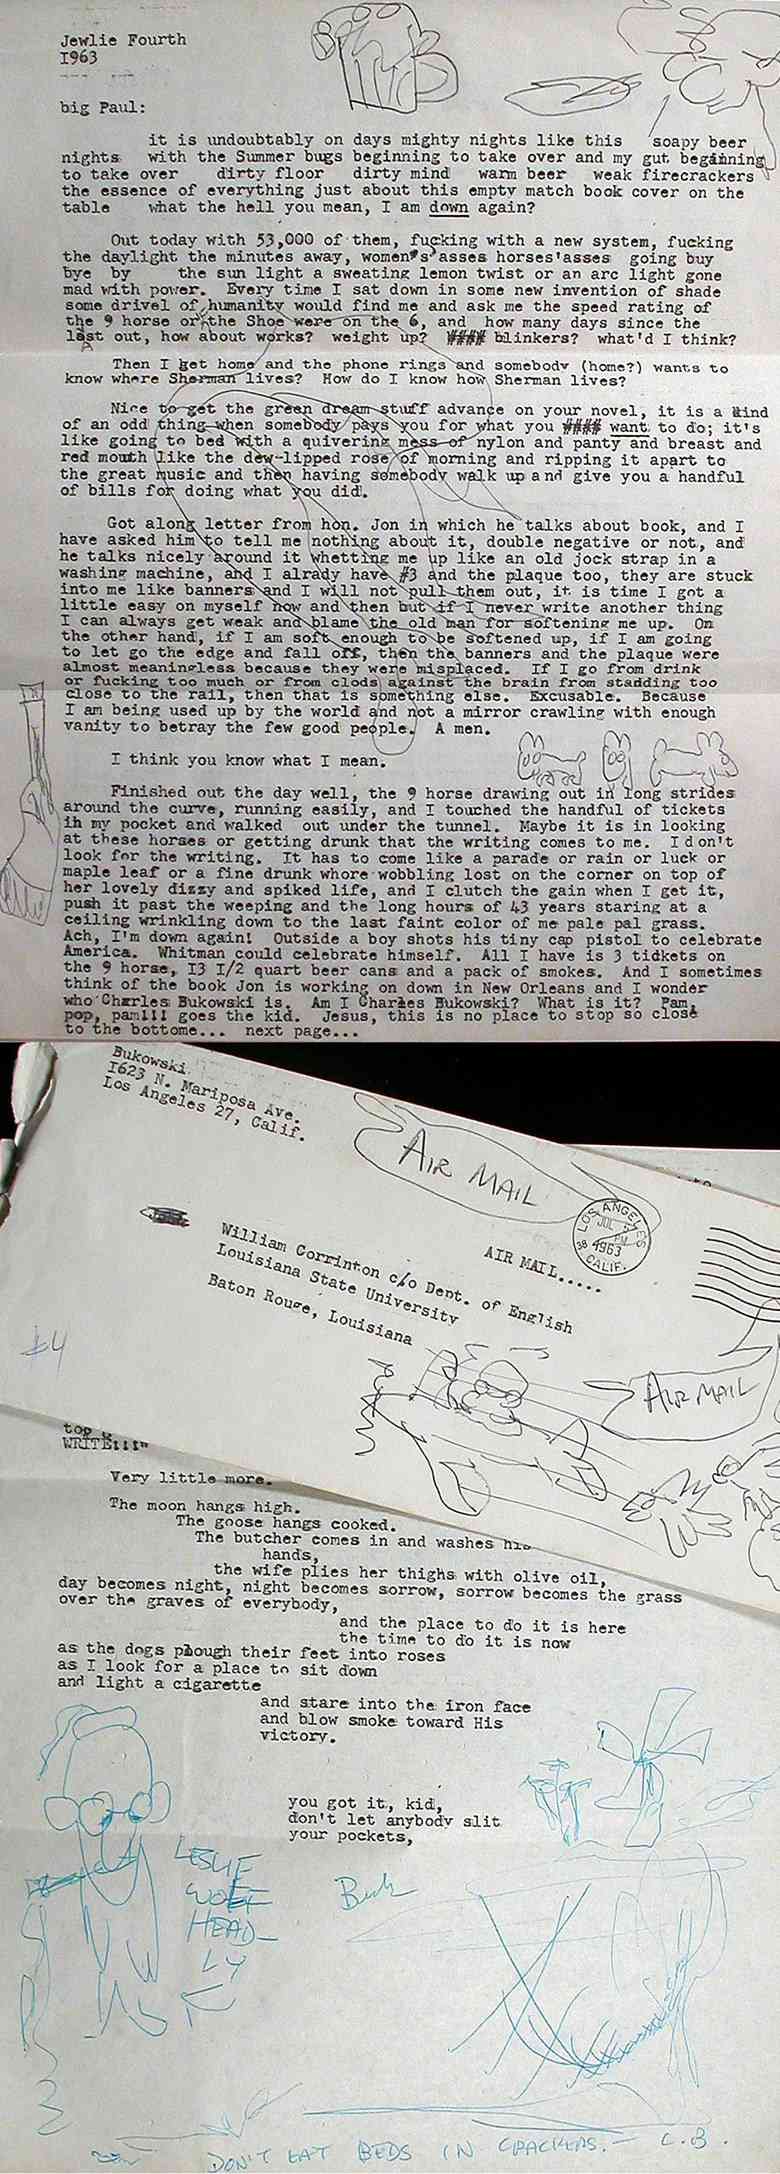 Jewlie Fourth
I963
big Paul:
it is undoubtably on days mighty nights like this soapy beer
nights with the Summer bugs beginning to take over and my gut beginning
to take over dirty floor dirty mind warm beer weak firecrackers
the essence of everything just about this empty match book cover on the
table what the hell you mean, I am down again?
Out today with 53,000 of them, fucking with a new system, fucking
the daylight the minutes away, women's asses horses'asses going buy
bye by the sun light a sweating lemon twist or an arc light gone
mad with power. Every time I sat down in some new invention of shade
some drivel of humanity would find me and ask me the speed rating of
the 9 horse or the Shoe were on the 6, and how many days since the
last out, how about works? weight up? #### blinkers? what'd I think?
Then I get home and the phone rings and somebody (home?) wants to
know where Sherman lives? How do I know how Sherman lives?
Nice to get the green dream stuff advance on your novel, it is a kind
of an odd thing when somebody pays you for what you #### want to do; it's
like going to bed with a quivering mess of nylon and panty and breast and
red mouth like the dew-lipped rose of morning and ripping it apart to
the great music and then having somebody walk up and give you a handful
of bills for doing what you did.
Got along letter from hon. Jon in which he talks about book, and I
have asked him to tell me nothing about it, double negative or not, and
he talks nicely around it whetting me up like an old jock strap in a
washing machine, and I alrady have #3 and the plaque too, they are stuck
into me like banners and I will not pull them out, it is time I got a
little easy on myself now and then but if I never write another thing
I can always get weak and blame the old man for softening me up. On
the other hand, if I am soft enough to be softened up, if I am going
to let go the edge and fall off, then the banners and the plaque were
almost meaningless because they were misplaced. If I go from drink
or fucking too much or from clods against the brain from standing too
close to the rail, then that is something else. Excusable. Because
I am being used up by the world and not a mirror crawling with enough
vanity to betray the few good people. A men.
I think you know what I mean.
Finished out the day well, the 9 horse drawing out in long strides
around the curve, running easily, and I touched the handful of tickets
in my pocket and walked out under the tunnel. Maybe it is in looking
at these horses or getting drunk that the writing comes to me. I don't
look for the writing. It has to come like a parade or rain or luck or
maple leaf or a fine drunk whore wobbling lost on the corner on top of
her lovely dizzy and spiked life, and I clutch the gain when I get it,
push it past the weeping and the long hours of 43 years staring at a
ceiling wrinkling down to the last faint color of me pale pal grass.
Ach, I'm down again! Outside a boy shots his tiny cap pistol to celebrate
America. Whitman could celebrate himself. All I have is 3 tidkets on
the 9 horse, I3 I/2 quart beer cans and a pack of smokes. And I sometimes
think of the book Jon is working on down in New Orleans and I wonder
who Charles Bukowski is. Am I Charles Bukowski? What is it? Pam,
pop, pam!!! goes the kid. Jesus, this is no place to stop so close
to the bottome... next page...
Bukowski
I623 N. Mariposa Ave.
Los Angeles 27, Calif.
AIR MAIL
LOS ANGELES
JUL 5
PM
38 1963
CALIF.
AIR MAIL.....
William Corrinton c/o Dept. of English
Louisiana State University
Baton Rouge, Louisiana
#4
AIR MAIL
top
WRITE!!!"
Very little more.
The moon hangs high.
The goose hangs cooked.
The butcher comes in and washes his
hands,
the wife plies her thighs with olive oil,
day becomes night, night becomes sorrow, sorrow becomes the grass
over the graves of everybody,
and the place to do it is here
the time to do it is now
as the dogs plough their feet into roses
as I look for a place to sit down
and light a cigarette
and stare into the iron face
and blow smoke toward His
victory.
you got it, kid,
don't let anybody slit
your pockets,
Buk
LESLIE
WOLF
HEAD_
LY
DON'T EAT BEDS IN CRACKERS. — C.B.